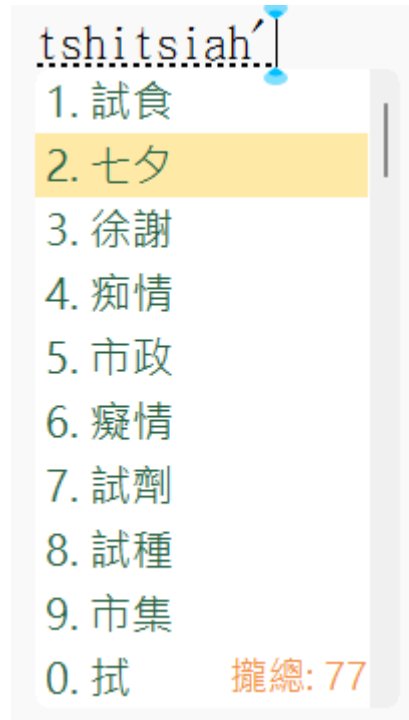 tshitsiahˊ
1. 試食
2. 七夕
3. 徐謝
4. 痴情
5. 市政
6. 癡情
7. 試劑
8. 試種
9. 市集
0. 拭 攏總: 77